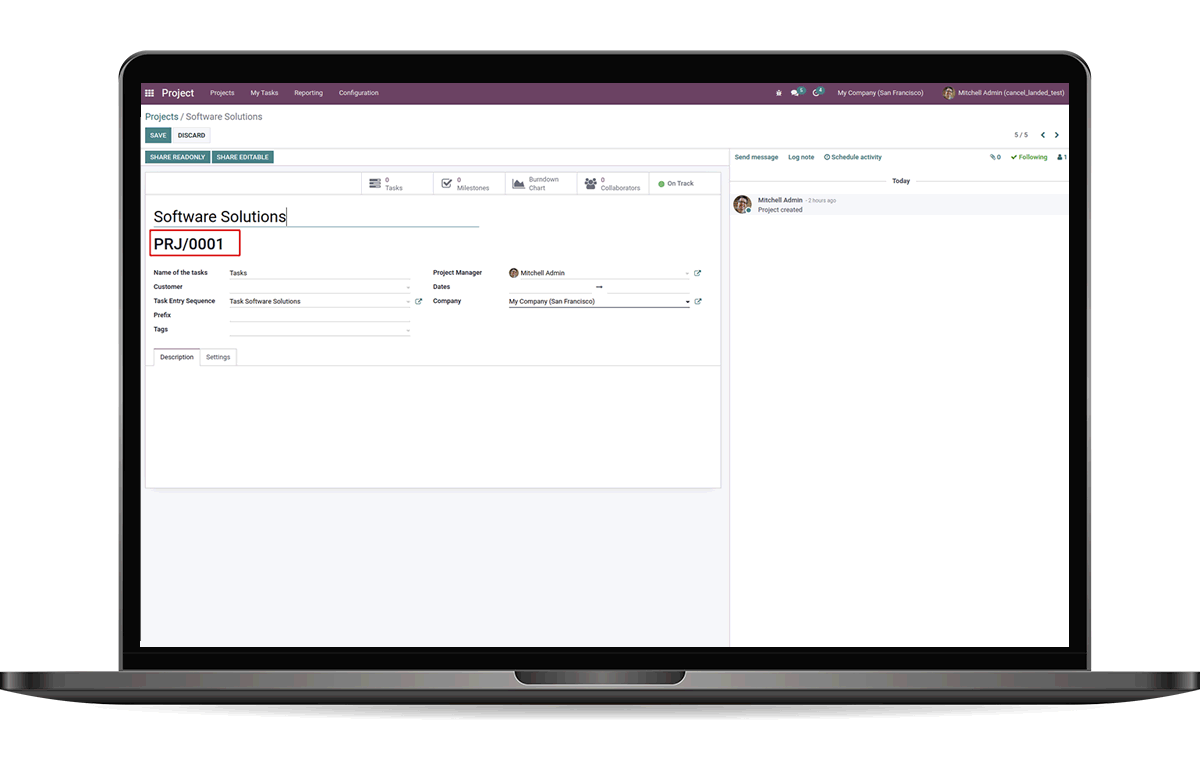 Project Projects My Tasks Reporting Configuration 5 4 My Company (San Francisco) Mitchell Admin (cancel_landed_test)
Projects / Software Solutions
SAVE DISCARD 5 / 5
SHARE READONLY SHARE EDITABLE Send message Log note Schedule activity 0 Following 1
0 Tasks
0 Milestones
Burndown Chart
0 Collaborators
On Track
Today
Software Solutions
Mitchell Admin - 2 hours ago
Project created
PRJ/0001
Name of the tasks Tasks Project Manager Mitchell Admin
Customer Dates
Task Entry Sequence Task Software Solutions Company My Company (San Francisco)
Prefix
Tags
Description Settings